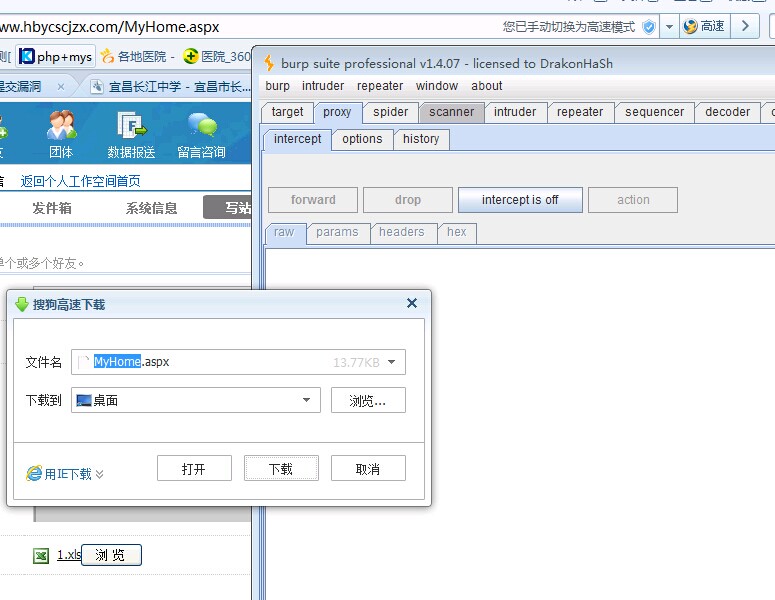 ww.hbycscjzx.com/MyHome.aspx 您已手动切换为高速模式 高速
则[ php+mys 各地医院 - 医院_360
是交漏洞 宜昌长江中学 - 宜昌市长...
burp suite professional v1.4.07 - licensed to DrakonHaSh
burp intruder repeater window about
target proxy spider scanner intruder repeater sequencer decoder
intercept options history
友 团体 数据报送 留言咨询
信 返回个人工作空间首页
发件箱 系统信息 写站
forward drop intercept is off action
raw params headers hex
单个或多个好友。
搜狗高速下载
文件名 MyHome.aspx 13.77KB
下载到 桌面 浏览...
用IE下载 打开 下载 取消
1.xls 浏 览